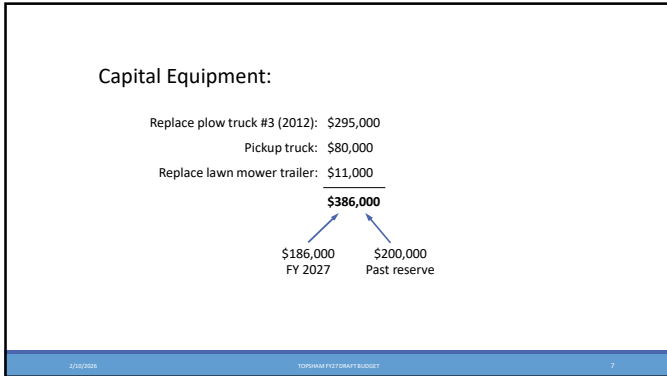 Capital Equipment:
Replace plow truck #3 (2012): $295,000
Pickup truck: $80,000
Replace lawn mower trailer: $11,000
$386,000
$186,000 $200,000
FY 2027 Past reserve
2/10/2026 TOPSHAM FY27 DRAFT BUDGET 7